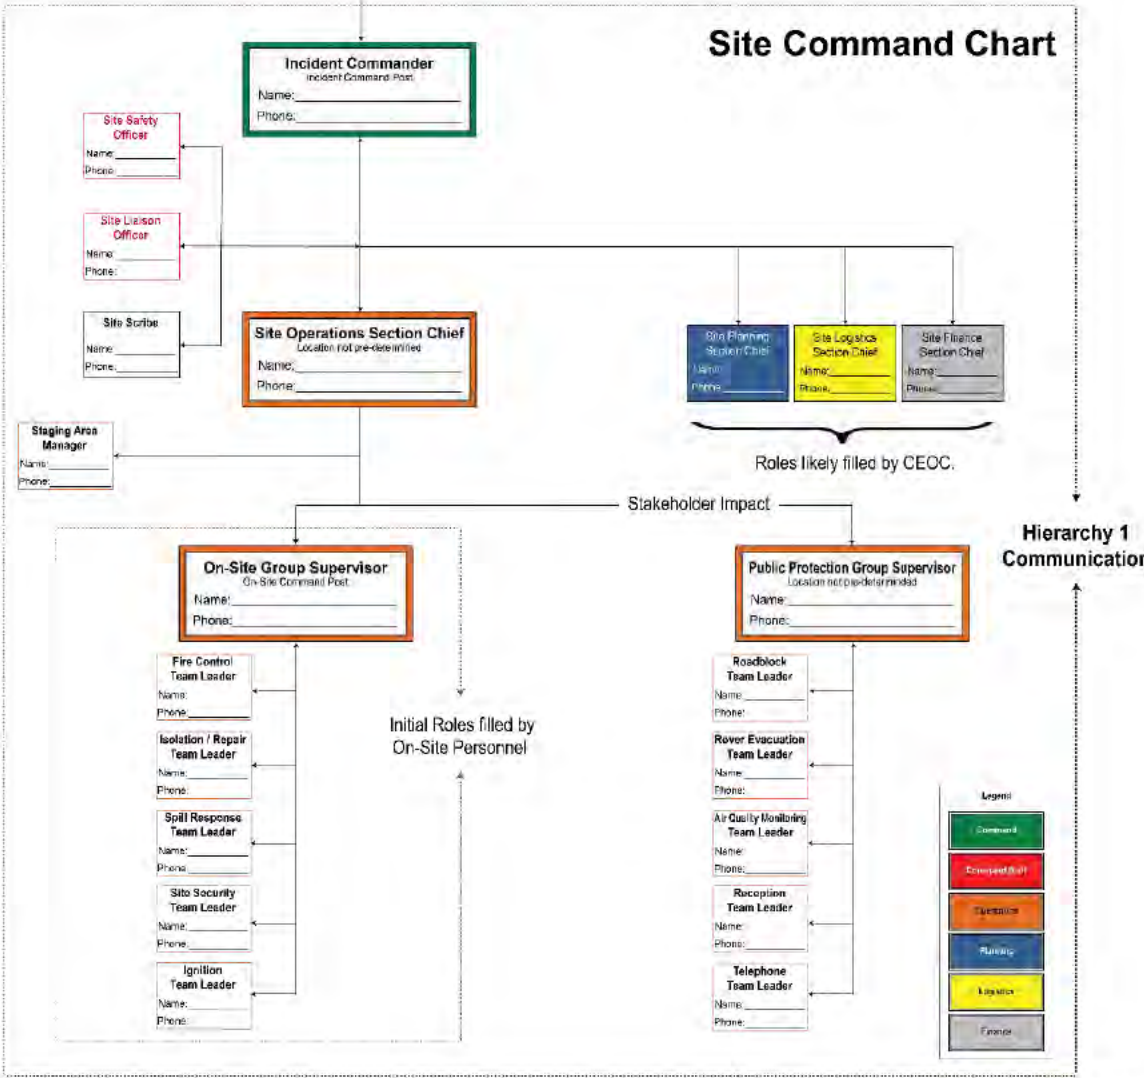 Site Command Chart
Incident Commander
Incident Command Post
Name:
Phone:
Site Safety
Officer
Name:
Phone:
Site Liaison
Officer
Name:
Phone:
Site Scribe
Name:
Phone:
Site Operations Section Chief
Location not pre-determined
Name:
Phone:
Site Planning
Section Chief
Name:
Phone:
Site Logistics
Section Chief
Name:
Phone:
Site Finance
Section Chief
Name:
Phone:
Roles likely filled by CEOC.
Staging Area
Manager
Name:
Phone:
Stakeholder Impact
Hierarchy 1
Communication
On-Site Group Supervisor
On-Site Command Post
Name:
Phone:
Public Protection Group Supervisor
Location not pre-determinded
Name:
Phone:
Fire Control
Team Leader
Name:
Phone:
Isolation / Repair
Team Leader
Name:
Phone:
Spill Response
Team Leader
Name:
Phone:
Site Security
Team Leader
Name:
Phone:
Ignition
Team Leader
Name:
Phone:
Initial Roles filled by
On-Site Personnel
Roadblock
Team Leader
Name:
Phone:
Rover Evacuation
Team Leader
Name:
Phone:
Air Quality Monitoring
Team Leader
Name:
Phone:
Reception
Team Leader
Name:
Phone:
Telephone
Team Leader
Name:
Phone:
Legend
Command
Command Staff
Operations
Planning
Logistics
Finance